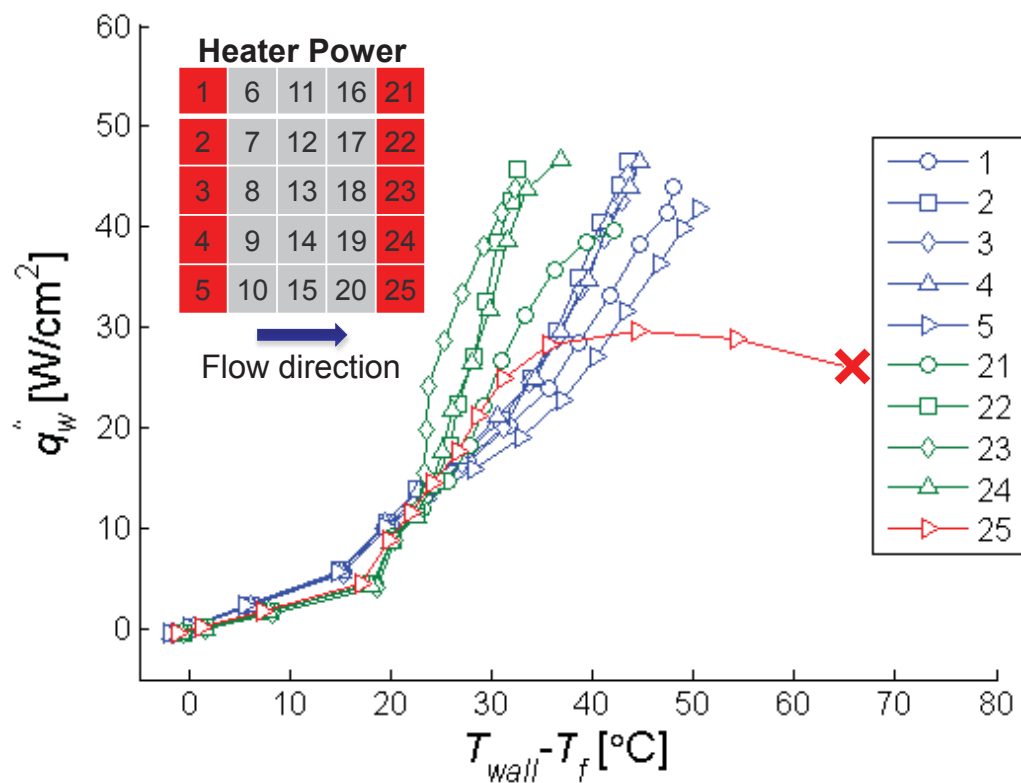 Heater Power
1 6 11 16 21
2 7 12 17 22
3 8 13 18 23
4 9 14 19 24
5 10 15 20 25
Flow direction
60
50
40
30
20
10
0
q̇"w [W/cm²]
0 10 20 30 40 50 60 70 80
Twall-Tf [°C]
1
2
3
4
5
21
22
23
24
25